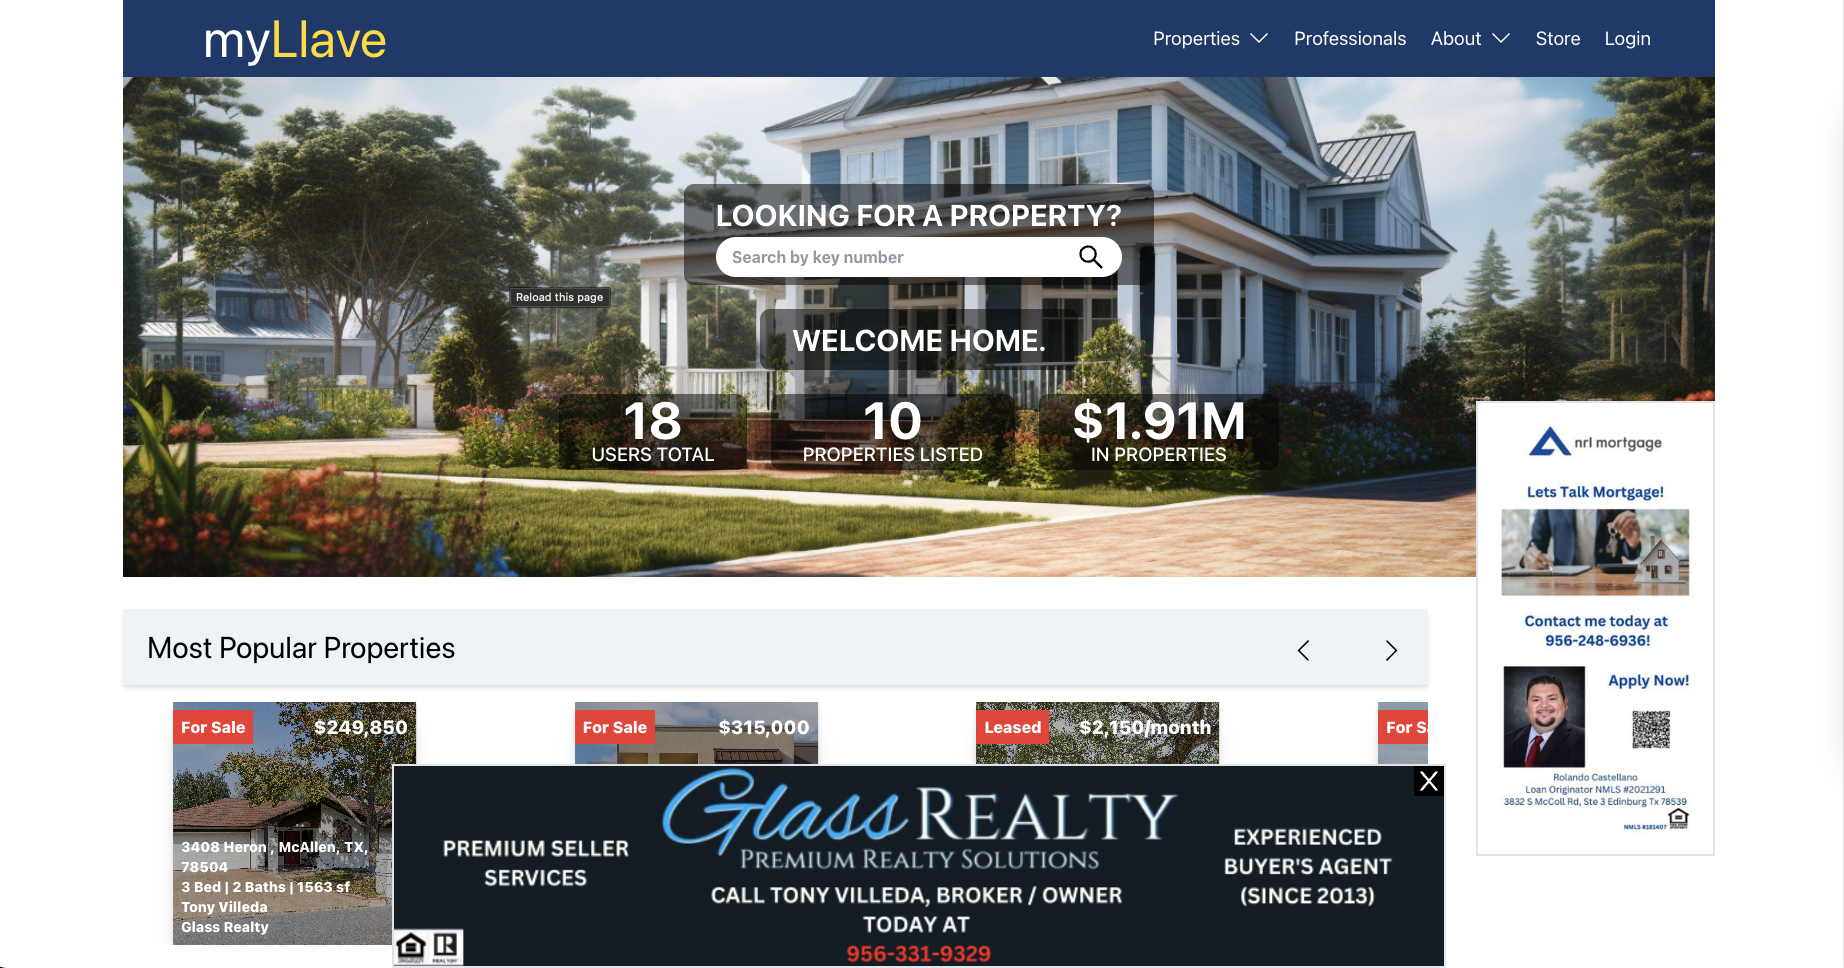 myLlave
Properties
Professionals
About
Store
Login
LOOKING FOR A PROPERTY?
Search by key number
Reload this page
WELCOME HOME.
18
USERS TOTAL
10
PROPERTIES LISTED
$1.91M
IN PROPERTIES
nrl mortgage
Lets Talk Mortgage!
Contact me today at
956-248-6936!
Apply Now!
Rolando Castellano
Loan Originator NMLS #2021291
3832 S McColl Rd, Ste 3 Edinburg Tx 78539
NMLS #181407
Most Popular Properties
For Sale
$249,850
3408 Heron , McAllen, TX,
78504
3 Bed | 2 Baths | 1563 sf
Tony Villeda
Glass Realty
For Sale
$315,000
Leased
$2,150/month
For S
X
Glass REALTY
PREMIUM REALTY SOLUTIONS
PREMIUM SELLER
SERVICES
CALL TONY VILLEDA, BROKER / OWNER
TODAY AT
956-331-9329
EXPERIENCED
BUYER'S AGENT
(SINCE 2013)